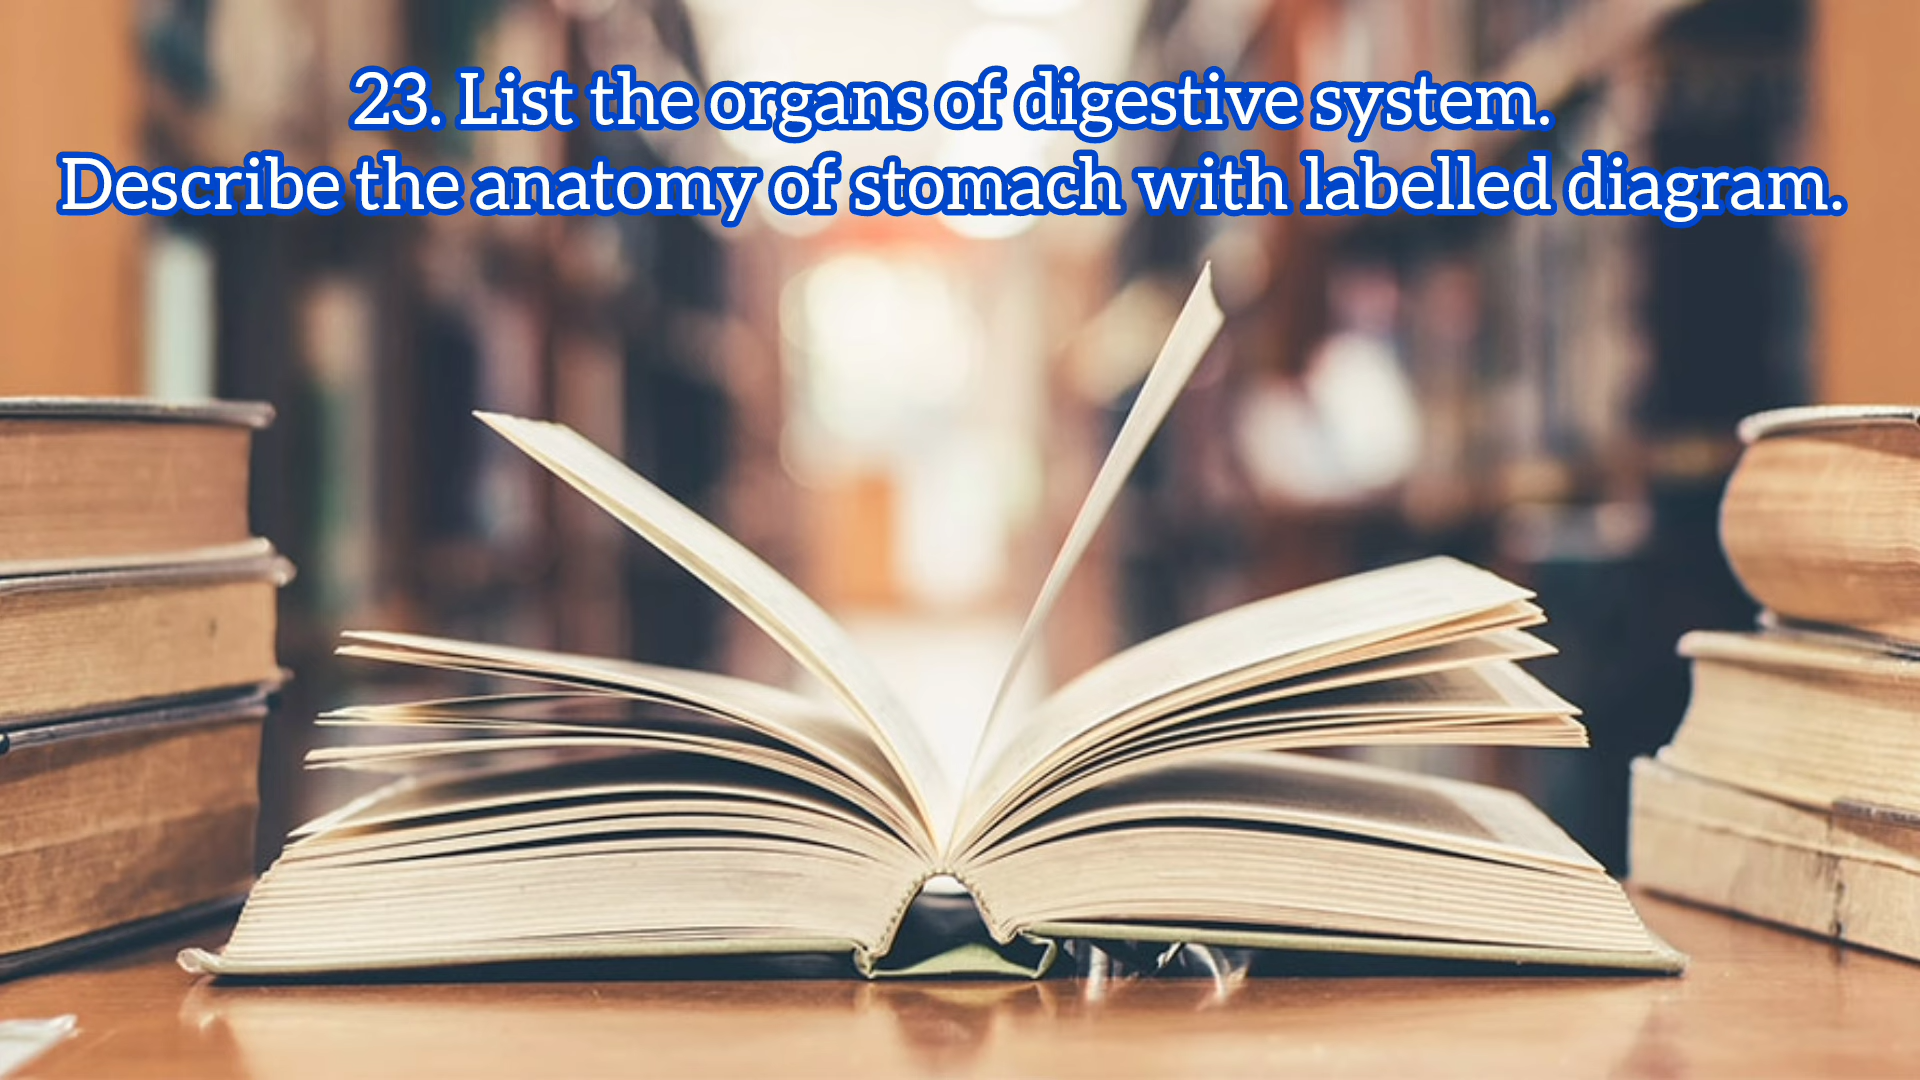 23. List the organs of digestive system.
Describe the anatomy of stomach with labelled diagram.